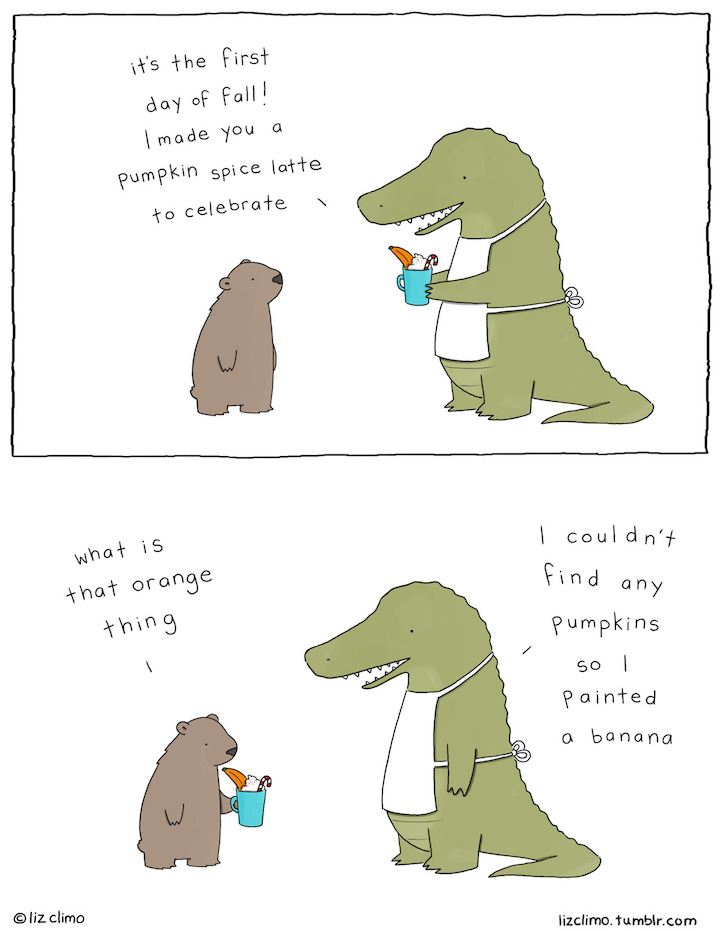 it's the first
day of fall!
I made you a
pumpkin spice latte
to celebrate
what is
that orange
thing
I couldn't
find any
pumpkins
so I
painted
a banana
© liz climo
lizclimo.tumblr.com